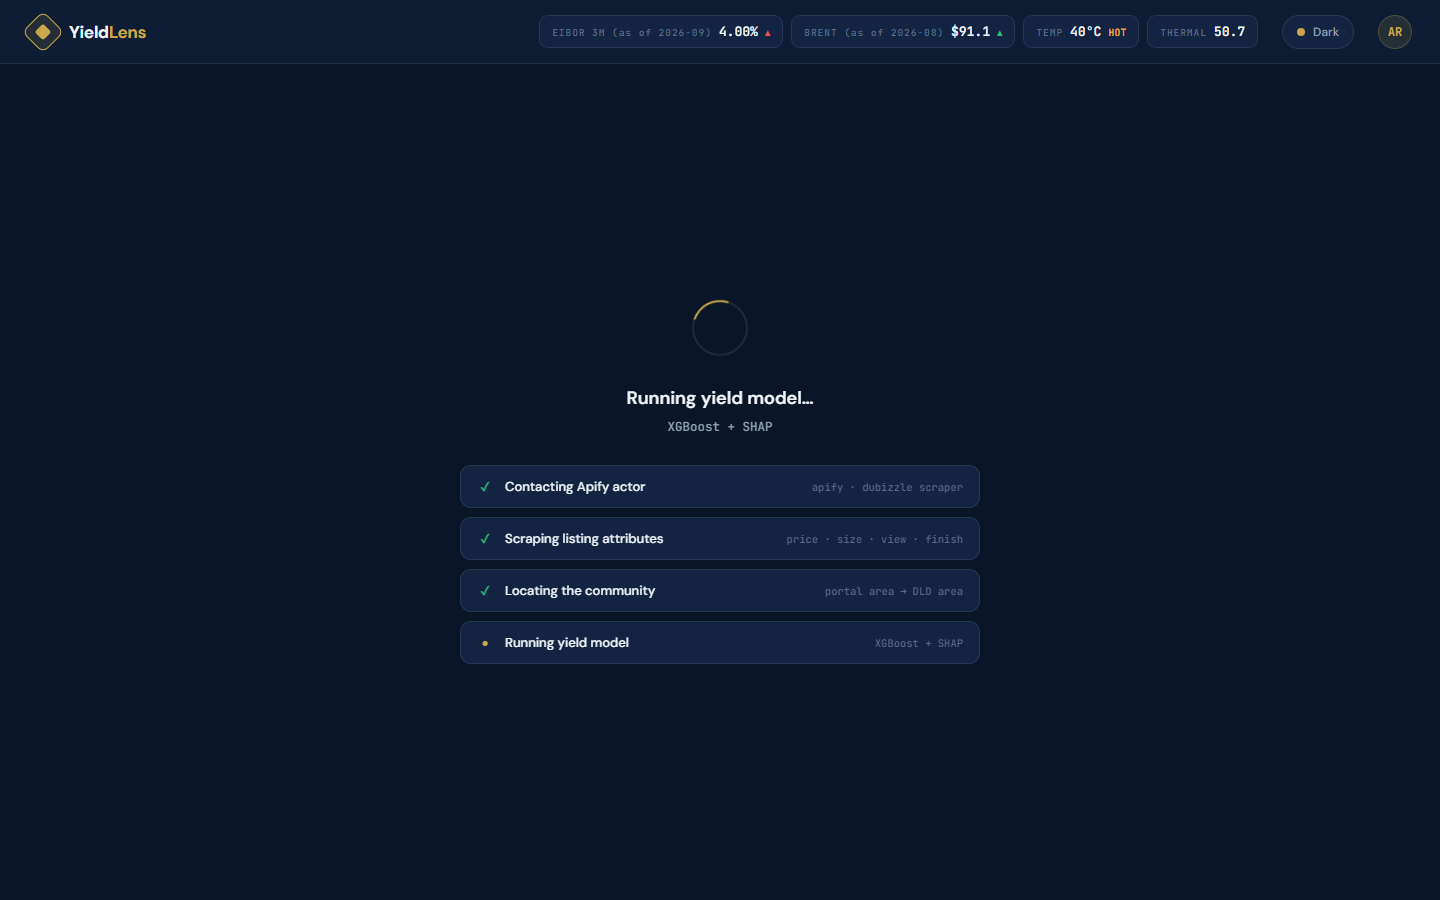 YieldLens
EIBOR 3M (as of 2026-09) 4.00% ▲
BRENT (as of 2026-08) $91.1 ▲
TEMP 40°C HOT
THERMAL 50.7
Dark
AR
Running yield model…
XGBoost + SHAP
✓ Contacting Apify actor apify · dubizzle scraper
✓ Scraping listing attributes price · size · view · finish
✓ Locating the community portal area → DLD area
● Running yield model XGBoost + SHAP